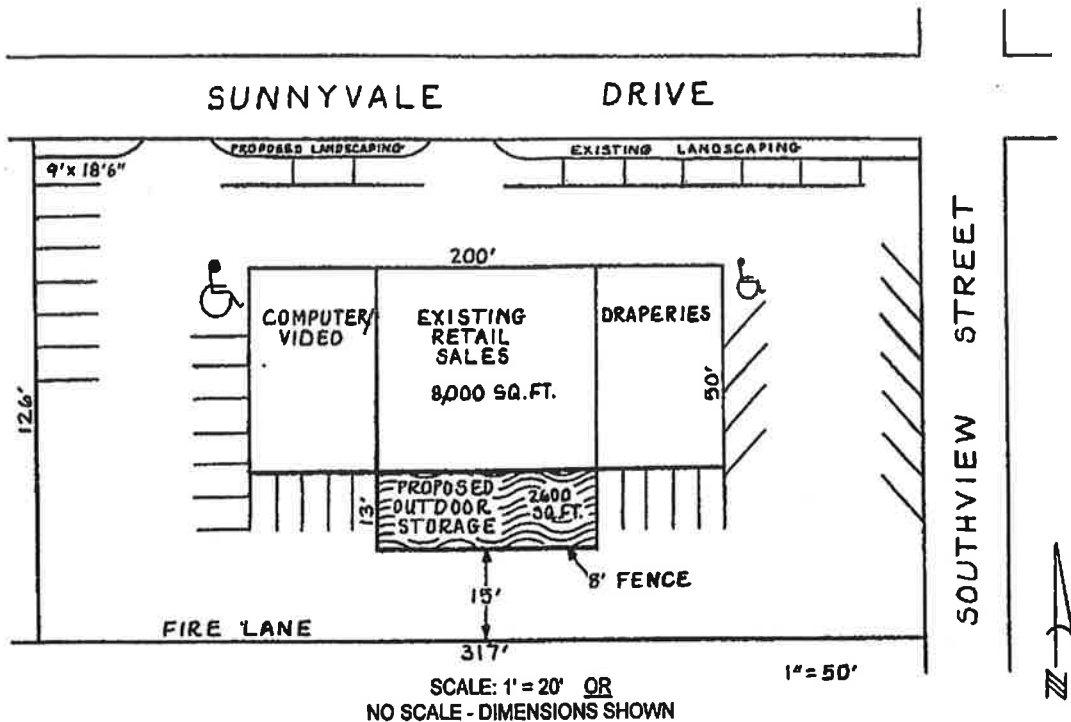 SUNNYVALE DRIVE
PROPOSED LANDSCAPING
EXISTING LANDSCAPING
9' x 18'6"
200'
COMPUTER/
VIDEO
EXISTING
RETAIL
SALES
8,000 SQ.FT.
DRAPERIES
50'
126'
SOUTHVIEW STREET
PROPOSED
OUTDOOR
STORAGE
2600
SQ.FT.
13'
8' FENCE
15'
FIRE LANE
317'
1"=50'
SCALE: 1' = 20' OR
NO SCALE - DIMENSIONS SHOWN
N